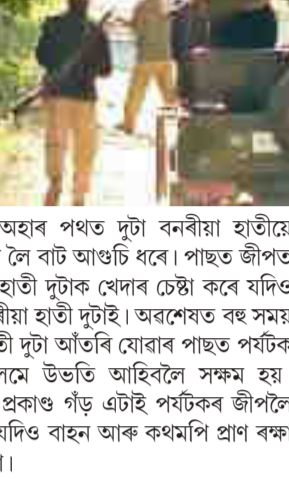 অহাৰ পথত দুটা বনৰীয়া হাতীয়ে
লৈ বাট আগুচি ধৰে। পাছত জীপত
হাতী দুটাক খেদাৰ চেষ্টা কৰে যদিও
ৰীয়া হাতী দুটাই। অৱশেষত বহু সময়
তী দুটা আঁতৰি যোৱাৰ পাছত পৰ্যটক
লমে উভতি আহিবলৈ সক্ষম হয়
প্ৰকাণ্ড গঁড় এটাই পৰ্যটকৰ জীপলৈ
যদিও বাহন আৰু কথমপি প্ৰাণ ৰক্ষা